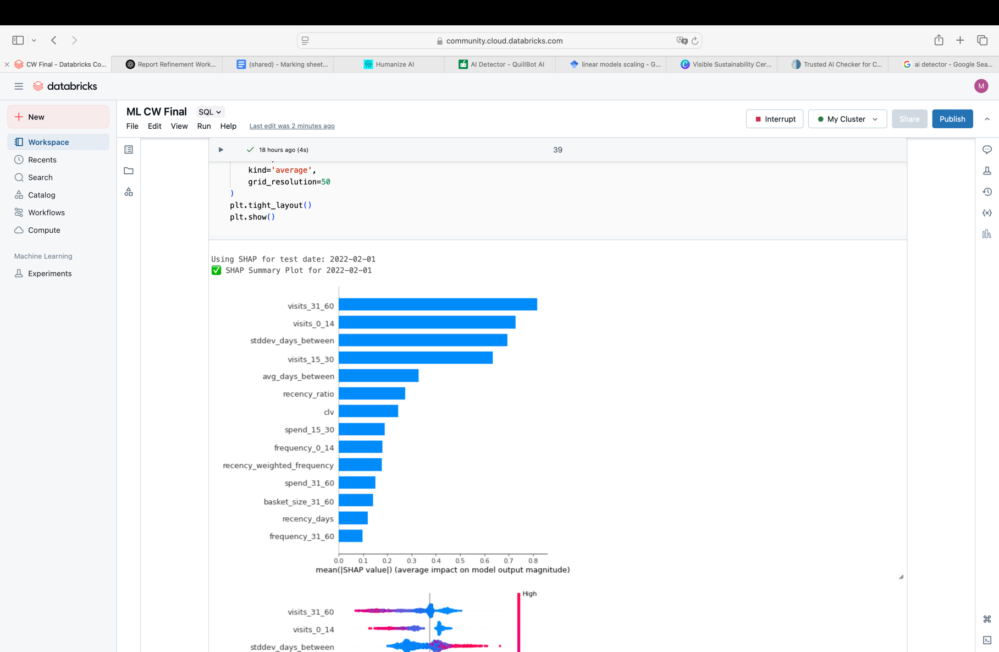 community.cloud.databricks.com
CW Final - Databricks Co...
Report Refinement Work...
(shared) - Marking sheet...
Humanize AI
AI Detector - QuillBot AI
linear models scaling - G...
Visible Sustainability Cer...
Trusted AI Checker for C...
ai detector - Google Sea...
databricks
M
New
Workspace
Recents
Search
Catalog
Workflows
Compute
Machine Learning
Experiments
ML CW Final
SQL
File Edit View Run Help Last edit was 2 minutes ago
Interrupt
My Cluster
Share
Publish
18 hours ago (4s)
39
kind='average',
grid_resolution=50
)
plt.tight_layout()
plt.show()
Using SHAP for test date: 2022-02-01
✅ SHAP Summary Plot for 2022-02-01
visits_31_60
visits_0_14
stddev_days_between
visits_15_30
avg_days_between
recency_ratio
clv
spend_15_30
frequency_0_14
recency_weighted_frequency
spend_31_60
basket_size_31_60
recency_days
frequency_31_60
0.0 0.1 0.2 0.3 0.4 0.5 0.6 0.7 0.8
mean(|SHAP value|) (average impact on model output magnitude)
High
visits_31_60
visits_0_14
stddev_days_between